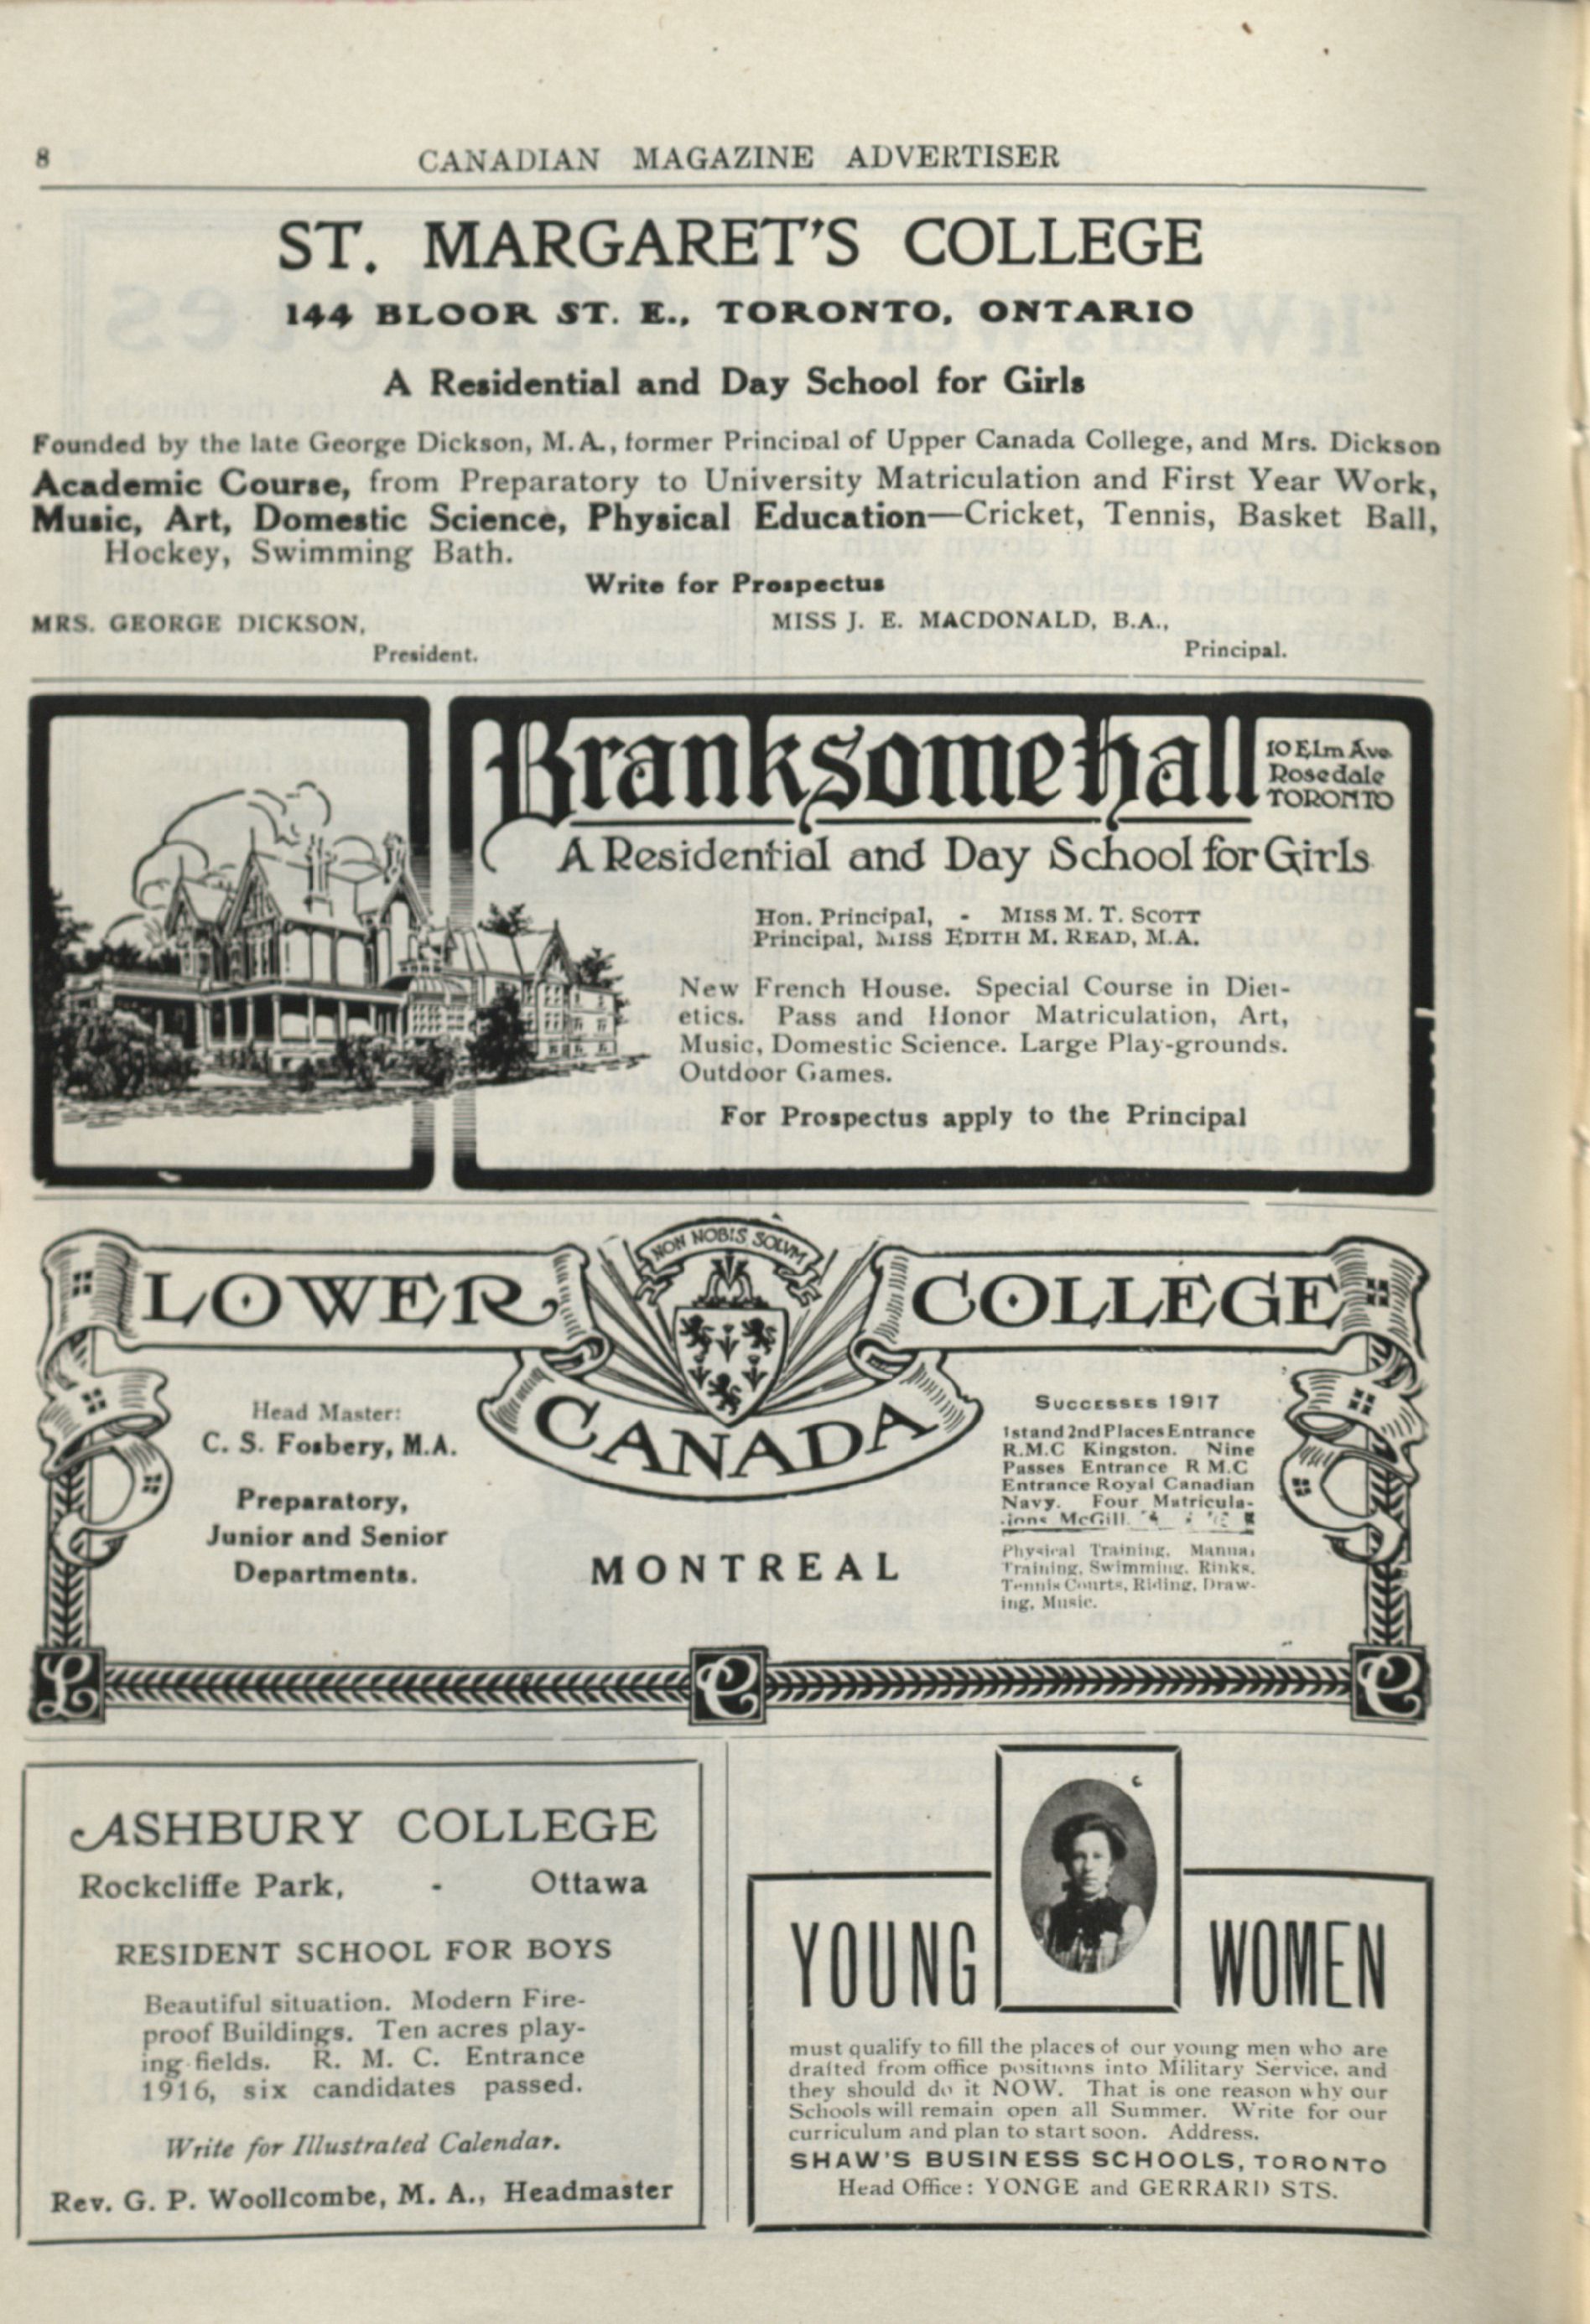 8
CANADIAN MAGAZINE ADVERTISER
ST. MARGARET'S COLLEGE
144 BLOOR ST. E., TORONTO, ONTARIO
A Residential and Day School for Girls
Founded by the late George Dickson, M.A., former Principal of Upper Canada College, and Mrs. Dickson
Academic Course, from Preparatory to University Matriculation and First Year Work,
Music, Art, Domestic Science, Physical Education—Cricket, Tennis, Basket Ball,
Hockey, Swimming Bath.
Write for Prospectus
MRS. GEORGE DICKSON,
President.
MISS J. E. MACDONALD, B.A.,
Principal.
Branksome Hall
10 Elm Ave
Rosedale
TORONTO
A Residential and Day School for Girls
Hon. Principal, - MISS M. T. SCOTT
Principal, MISS EDITH M. READ, M.A.
New French House. Special Course in Diet-
etics. Pass and Honor Matriculation, Art,
Music, Domestic Science. Large Play-grounds.
Outdoor Games.
For Prospectus apply to the Principal
NON NOBIS SOLVM
LOWER
CANADA
COLLEGE
Head Master:
C. S. Fosbery, M.A.
Preparatory,
Junior and Senior
Departments.
MONTREAL
SUCCESSES 1917
1st and 2nd Places Entrance
R.M.C Kingston. Nine
Passes Entrance R M.C
Entrance Royal Canadian
Navy. Four Matricula-
tions McGill.
Physical Training, Manual
Training, Swimming, Rinks,
Tennis Courts, Riding, Draw-
ing, Music.
L C C
ASHBURY COLLEGE
Rockcliffe Park, - Ottawa
RESIDENT SCHOOL FOR BOYS
Beautiful situation. Modern Fire-
proof Buildings. Ten acres play-
ing fields. R. M. C. Entrance
1916, six candidates passed.
Write for Illustrated Calendar.
Rev. G. P. Woollcombe, M. A., Headmaster
YOUNG WOMEN
must qualify to fill the places of our young men who are
drafted from office positions into Military Service, and
they should do it NOW. That is one reason why our
Schools will remain open all Summer. Write for our
curriculum and plan to start soon. Address.
SHAW'S BUSINESS SCHOOLS, TORONTO
Head Office: YONGE and GERRARD STS.